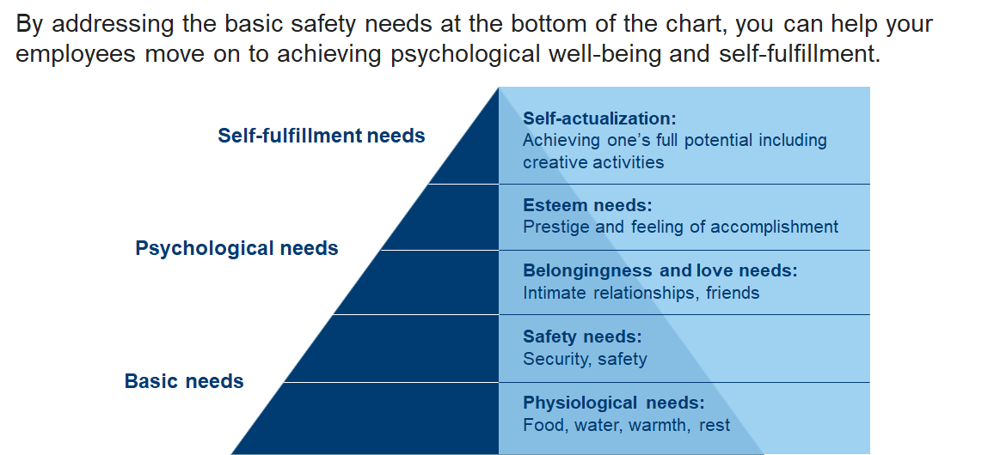 By addressing the basic safety needs at the bottom of the chart, you can help your
employees move on to achieving psychological well-being and self-fulfillment.
Self-fulfillment needs
Self-actualization:
Achieving one’s full potential including
creative activities
Psychological needs
Esteem needs:
Prestige and feeling of accomplishment
Belongingness and love needs:
Intimate relationships, friends
Basic needs
Safety needs:
Security, safety
Physiological needs:
Food, water, warmth, rest